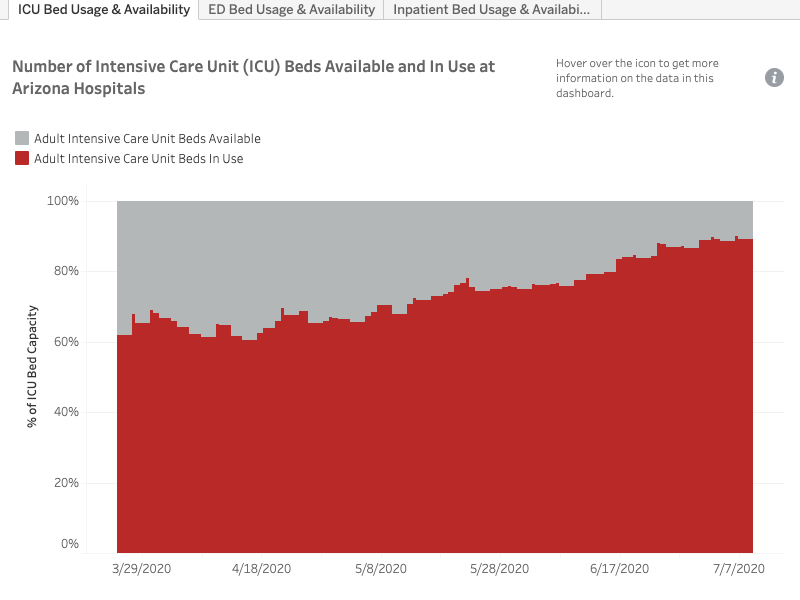 ICU Bed Usage & Availability
ED Bed Usage & Availability
Inpatient Bed Usage & Availabi...
Number of Intensive Care Unit (ICU) Beds Available and In Use at
Arizona Hospitals
Hover over the icon to get more
information on the data in this
dashboard.
i
Adult Intensive Care Unit Beds Available
Adult Intensive Care Unit Beds In Use
% of ICU Bed Capacity
100%
80%
60%
40%
20%
0%
3/29/2020
4/18/2020
5/8/2020
5/28/2020
6/17/2020
7/7/2020